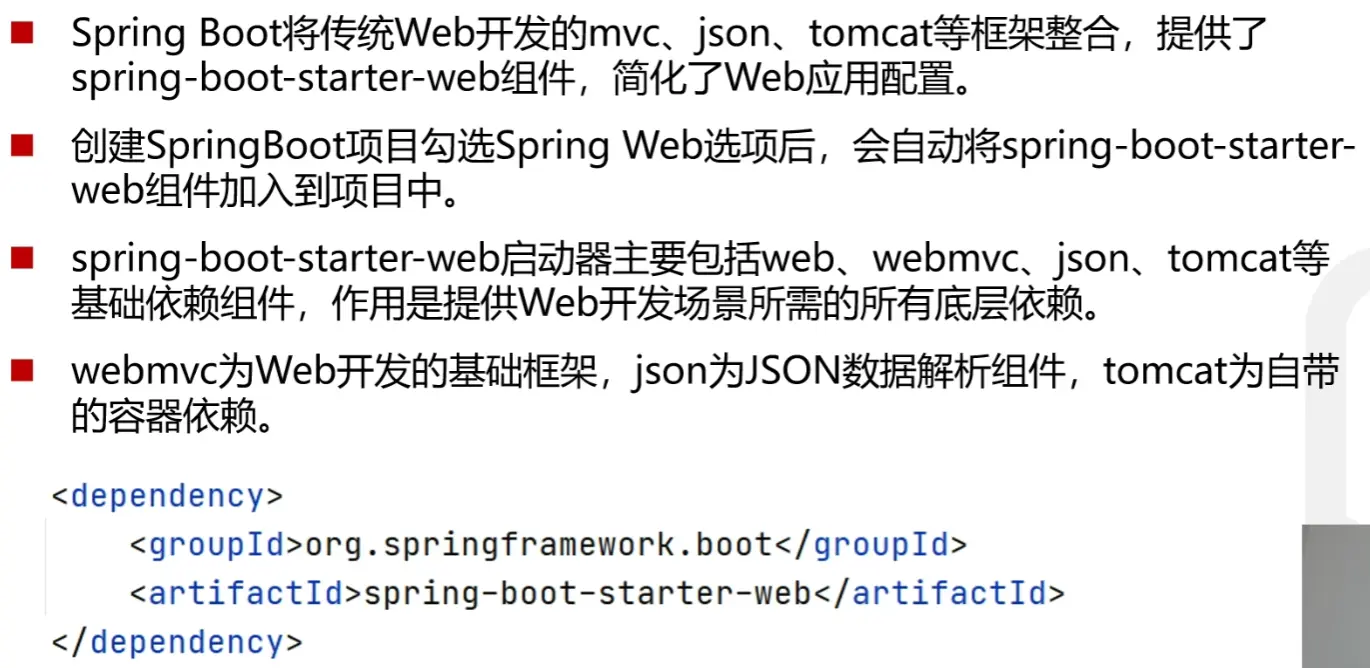 Spring Boot将传统Web开发的mvc、json、tomcat等框架整合，提供了
spring-boot-starter-web组件，简化了Web应用配置。
创建SpringBoot项目勾选Spring Web选项后，会自动将spring-boot-starter-
web组件加入到项目中。
spring-boot-starter-web启动器主要包括web、webmvc、json、tomcat等
基础依赖组件，作用是提供Web开发场景所需的所有底层依赖。
webmvc为Web开发的基础框架，json为JSON数据解析组件，tomcat为自带
的容器依赖。
<dependency>
    <groupId>org.springframework.boot</groupId>
    <artifactId>spring-boot-starter-web</artifactId>
</dependency>